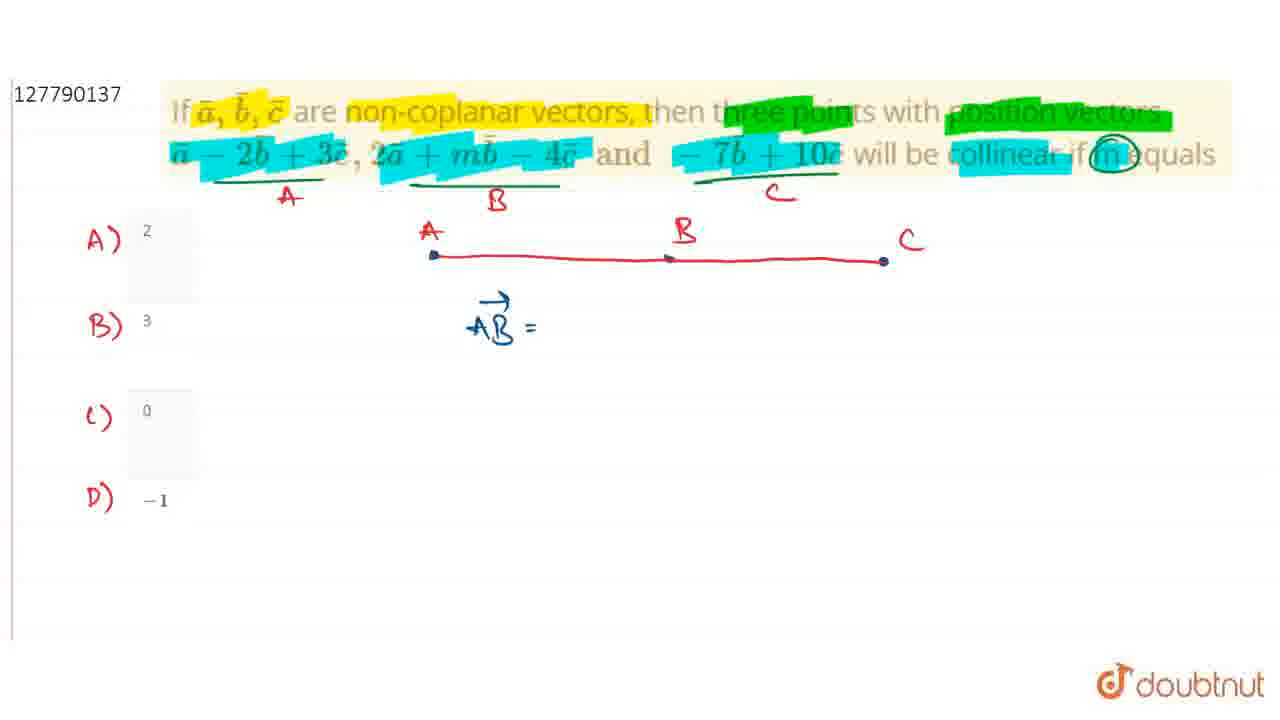 127790137
If ā, b̄, c̄ are non-coplanar vectors, then three points with position vectors
ā − 2b̄ + 3c̄, 2ā + mb̄ − 4c̄ and − 7b̄ + 10c̄ will be collinear if m equals
A B C
A) 2
A B C
B) 3
AB =
C) 0
D) −1
doubtnut